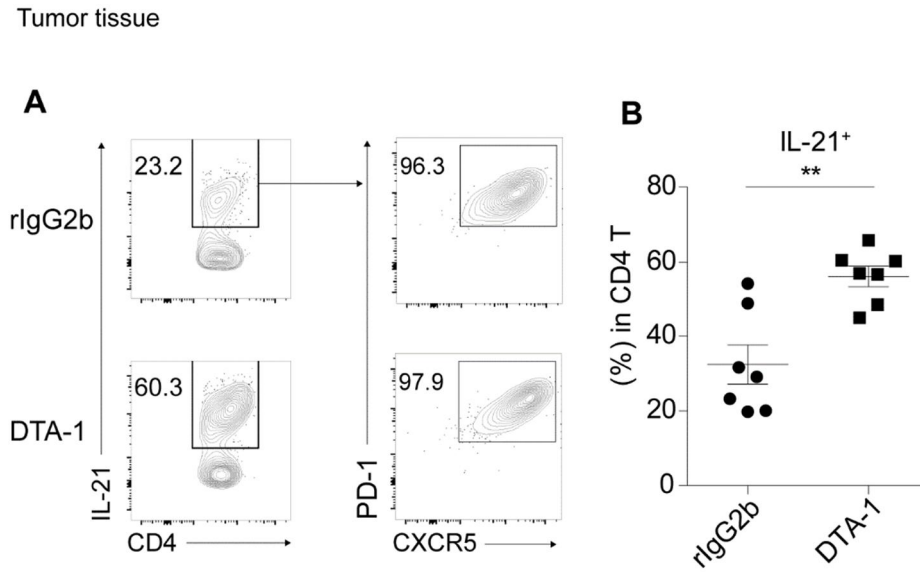 Tumor tissue
A
rIgG2b
23.2
96.3
DTA-1
60.3
97.9
IL-21
PD-1
CD4
CXCR5
B
IL-21⁺
**
(%) in CD4 T
80
60
40
20
0
rIgG2b
DTA-1